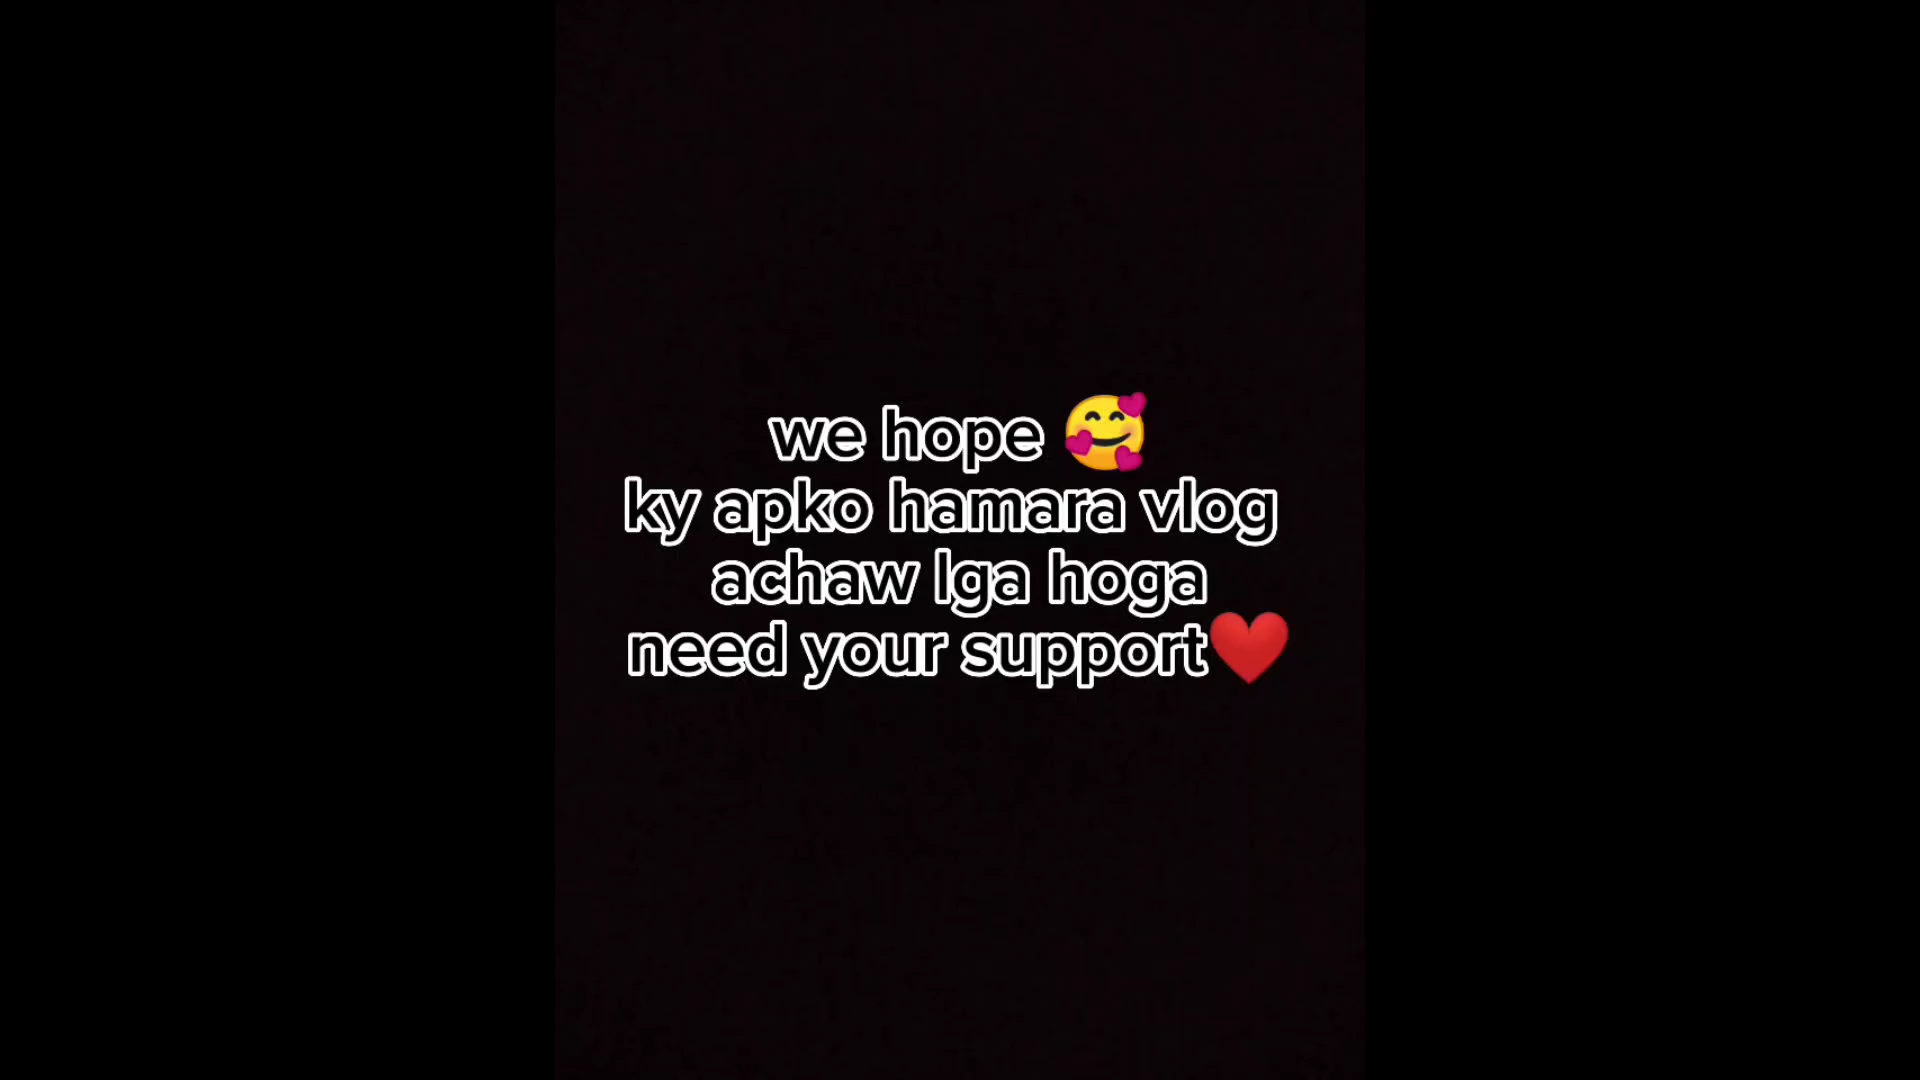 we hope 🥰
ky apko hamara vlog
achaw lga hoga
need your support❤️